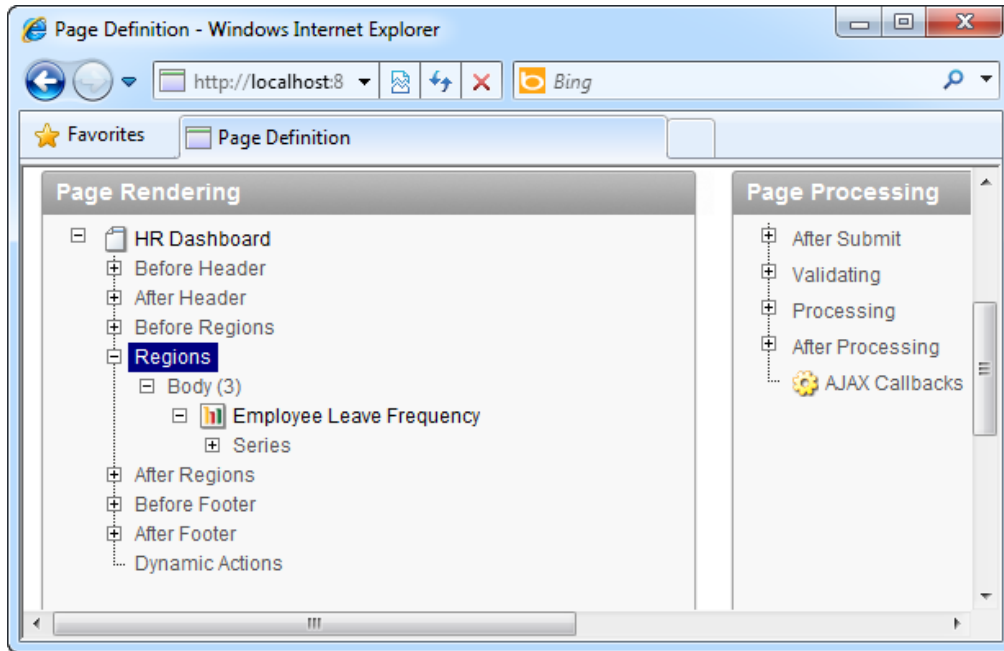 Page Definition - Windows Internet Explorer
http://localhost:8
Bing
Favorites
Page Definition
Page Rendering
HR Dashboard
Before Header
After Header
Before Regions
Regions
Body (3)
Employee Leave Frequency
Series
After Regions
Before Footer
After Footer
Dynamic Actions
Page Processing
After Submit
Validating
Processing
After Processing
AJAX Callbacks